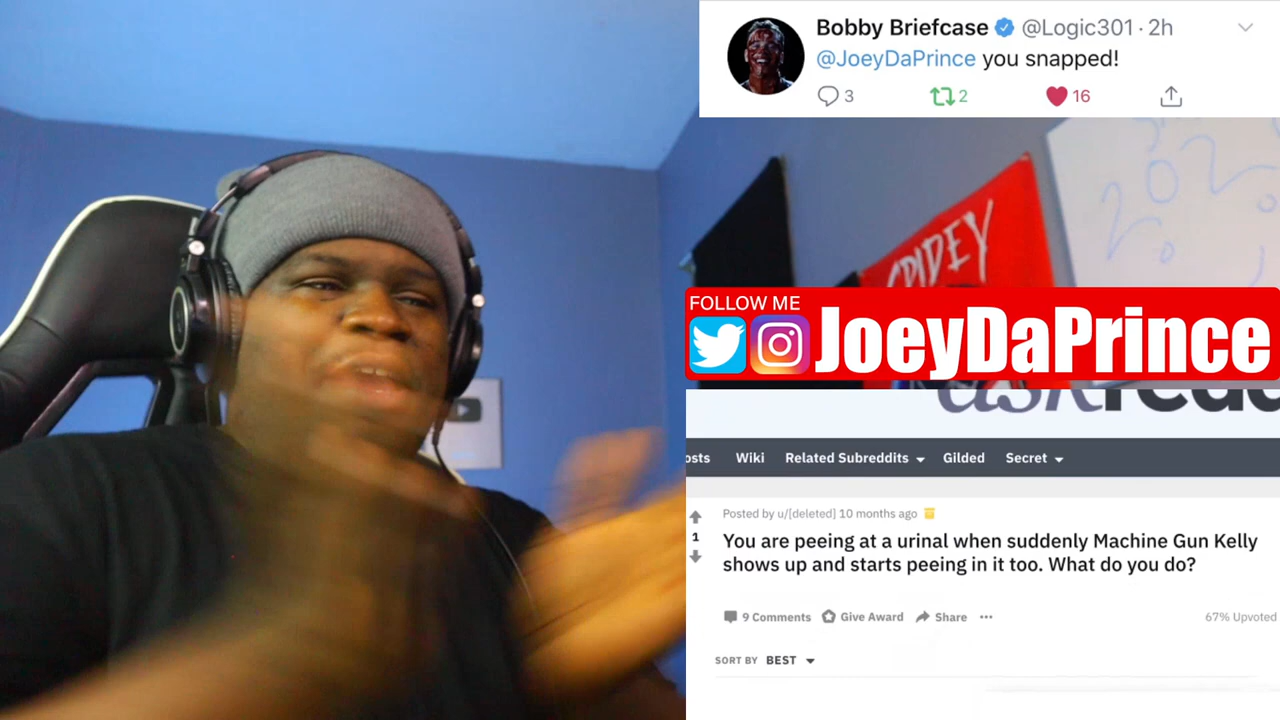 Bobby Briefcase @Logic301 · 2h
@JoeyDaPrince you snapped!
3 2 16
SPIDEY
FOLLOW ME
JoeyDaPrince
osts Wiki Related Subreddits Gilded Secret
Posted by u/[deleted] 10 months ago
1
You are peeing at a urinal when suddenly Machine Gun Kelly
shows up and starts peeing in it too. What do you do?
9 Comments Give Award Share ··· 67% Upvoted
SORT BY BEST